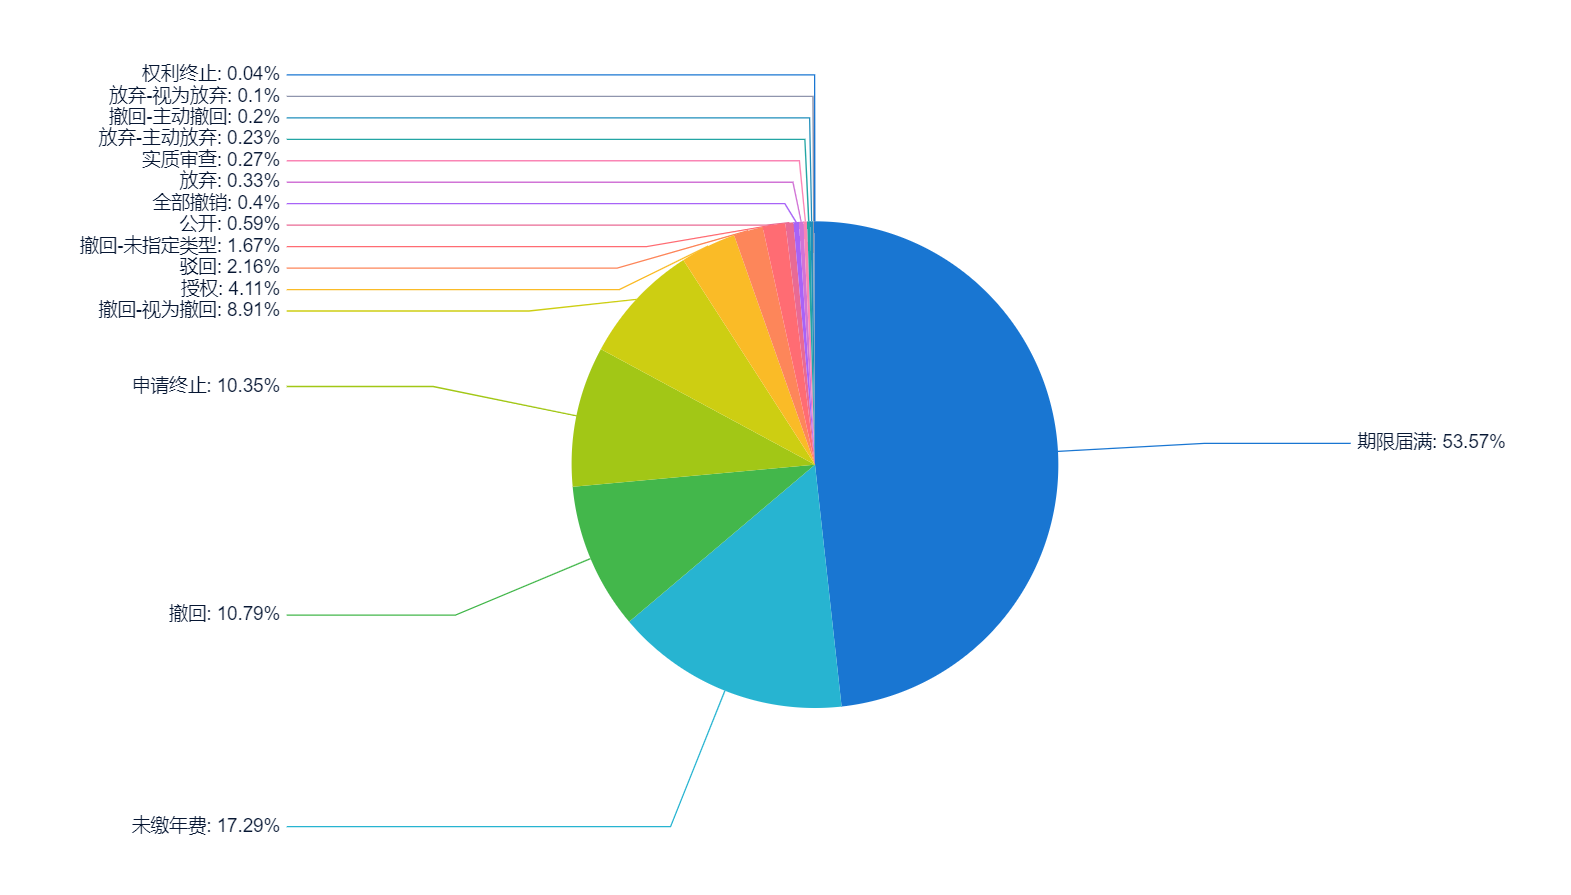 权利终止: 0.04%
放弃-视为放弃: 0.1%
撤回-主动撤回: 0.2%
放弃-主动放弃: 0.23%
实质审查: 0.27%
放弃: 0.33%
全部撤销: 0.4%
公开: 0.59%
撤回-未指定类型: 1.67%
驳回: 2.16%
授权: 4.11%
撤回-视为撤回: 8.91%
申请终止: 10.35%
期限届满: 53.57%
撤回: 10.79%
未缴年费: 17.29%